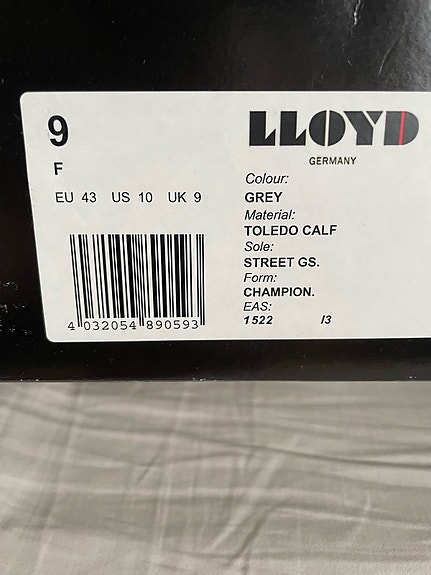 9
F
EU 43 US 10 UK 9
4 032054 890593
LLOYD
GERMANY
Colour:
GREY
Material:
TOLEDO CALF
Sole:
STREET GS.
Form:
CHAMPION.
EAS:
1522 I3